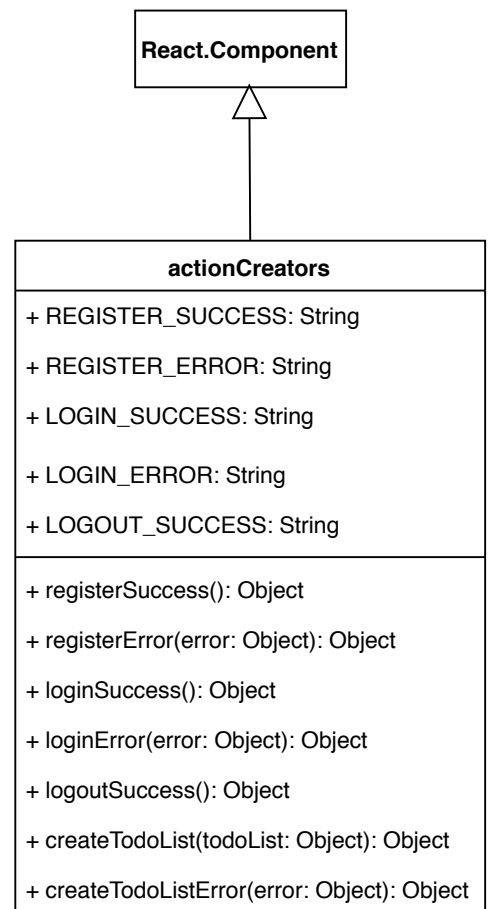 React.Component
actionCreators
+ REGISTER_SUCCESS: String
+ REGISTER_ERROR: String
+ LOGIN_SUCCESS: String
+ LOGIN_ERROR: String
+ LOGOUT_SUCCESS: String
+ registerSuccess(): Object
+ registerError(error: Object): Object
+ loginSuccess(): Object
+ loginError(error: Object): Object
+ logoutSuccess(): Object
+ createTodoList(todoList: Object): Object
+ createTodoListError(error: Object): Object